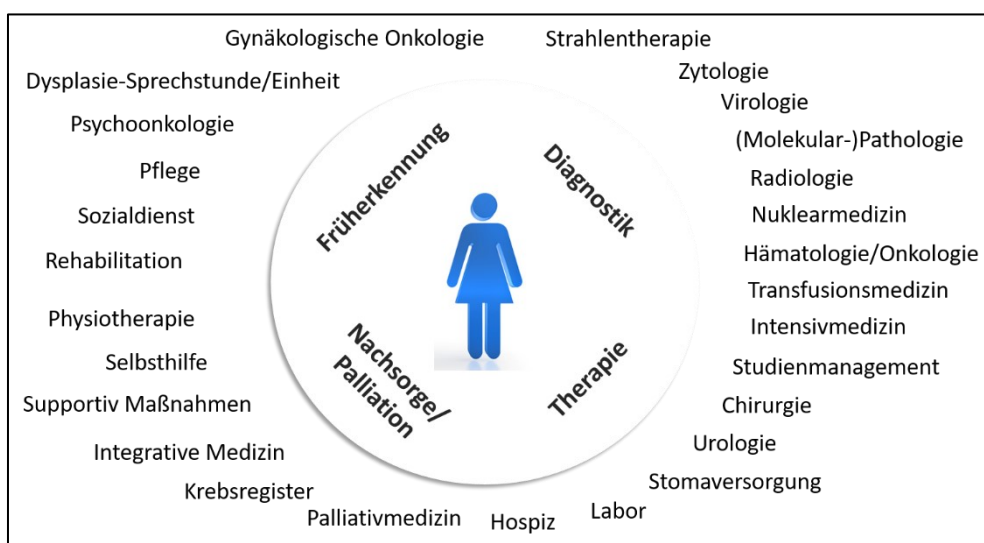 Gynäkologische Onkologie
Strahlentherapie
Dysplasie-Sprechstunde/Einheit
Zytologie
Psychoonkologie
Virologie
Pflege
(Molekular-)Pathologie
Sozialdienst
Radiologie
Rehabilitation
Nuklearmedizin
Physiotherapie
Hämatologie/Onkologie
Selbsthilfe
Transfusionsmedizin
Supportiv Maßnahmen
Intensivmedizin
Integrative Medizin
Studienmanagement
Krebsregister
Chirurgie
Palliativmedizin
Urologie
Hospiz
Stomaversorgung
Labor
Früherkennung
Diagnostik
Nachsorge/
Palliation
Therapie